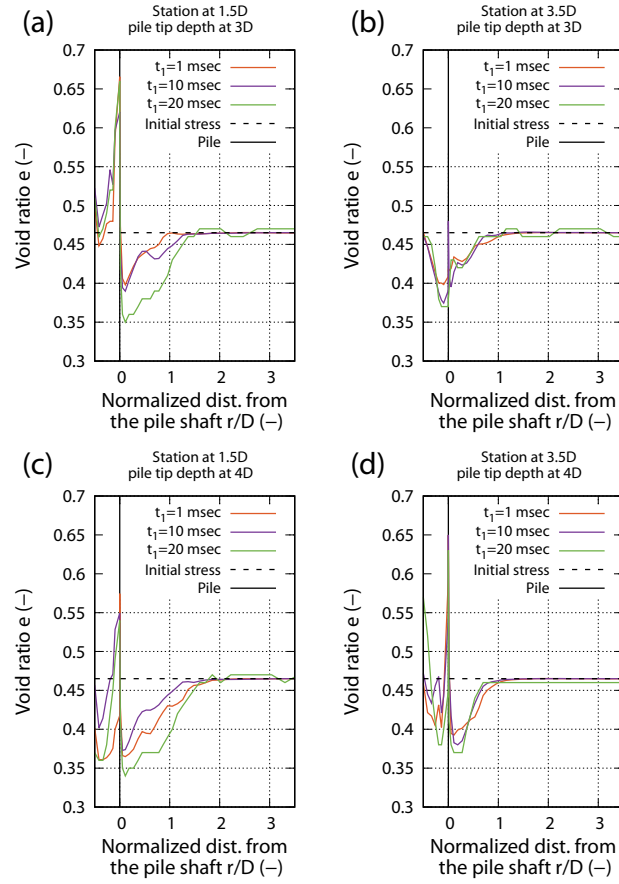 (a)
Station at 1.5D
pile tip depth at 3D
0.7
0.65
0.6
0.55
0.5
0.45
0.4
0.35
0.3
Void ratio e (−)
t1=1 msec
t1=10 msec
t1=20 msec
Initial stress
Pile
0 1 2 3
Normalized dist. from
the pile shaft r/D (−)
(b)
Station at 3.5D
pile tip depth at 3D
0.7
0.65
0.6
0.55
0.5
0.45
0.4
0.35
0.3
Void ratio e (−)
t1=1 msec
t1=10 msec
t1=20 msec
Initial stress
Pile
0 1 2 3
Normalized dist. from
the pile shaft r/D (−)
(c)
Station at 1.5D
pile tip depth at 4D
0.7
0.65
0.6
0.55
0.5
0.45
0.4
0.35
0.3
Void ratio e (−)
t1=1 msec
t1=10 msec
t1=20 msec
Initial stress
Pile
0 1 2 3
Normalized dist. from
the pile shaft r/D (−)
(d)
Station at 3.5D
pile tip depth at 4D
0.7
0.65
0.6
0.55
0.5
0.45
0.4
0.35
0.3
Void ratio e (−)
t1=1 msec
t1=10 msec
t1=20 msec
Initial stress
Pile
0 1 2 3
Normalized dist. from
the pile shaft r/D (−)